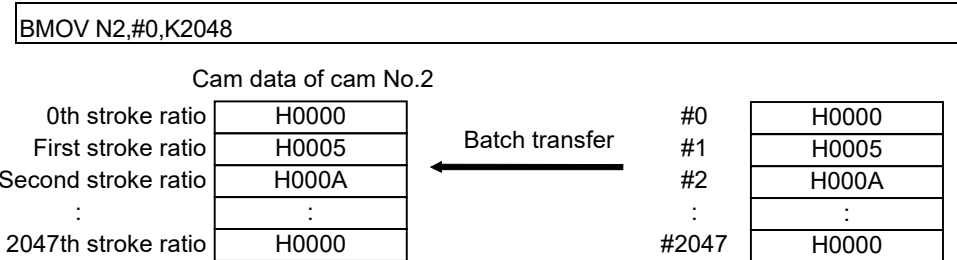 BMOV N2,#0,K2048
Cam data of cam No.2
0th stroke ratio H0000 #0 H0000
First stroke ratio H0005 Batch transfer #1 H0005
Second stroke ratio H000A #2 H000A
: : : :
2047th stroke ratio H0000 #2047 H0000